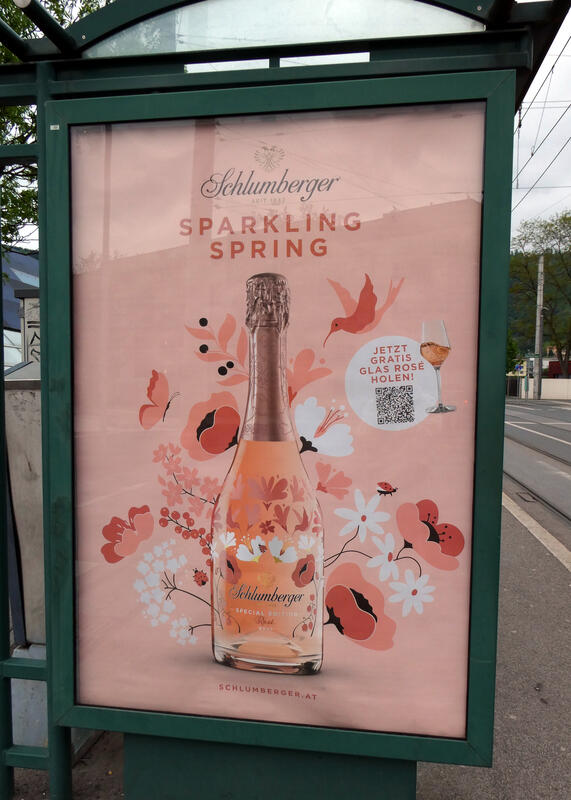 Schlumberger
SEIT 1842
SPARKLING
SPRING
JETZT
GRATIS
GLAS ROSÉ
HOLEN!
Schlumberger
SPECIAL EDITION
Rosé
SCHLUMBERGER.AT